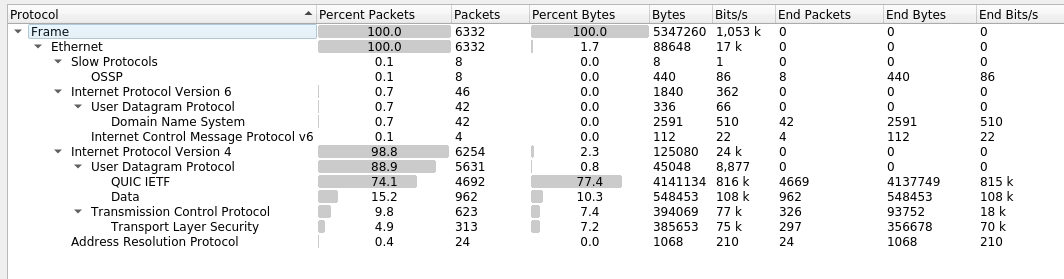 Protocol Percent Packets Packets Percent Bytes Bytes Bits/s End Packets End Bytes End Bits/s
Frame 100.0 6332 100.0 5347260 1,053 k 0 0 0
Ethernet 100.0 6332 1.7 88648 17 k 0 0 0
Slow Protocols 0.1 8 0.0 8 1 0 0 0
OSSP 0.1 8 0.0 440 86 8 440 86
Internet Protocol Version 6 0.7 46 0.0 1840 362 0 0 0
User Datagram Protocol 0.7 42 0.0 336 66 0 0 0
Domain Name System 0.7 42 0.0 2591 510 42 2591 510
Internet Control Message Protocol v6 0.1 4 0.0 112 22 4 112 22
Internet Protocol Version 4 98.8 6254 2.3 125080 24 k 0 0 0
User Datagram Protocol 88.9 5631 0.8 45048 8,877 0 0 0
QUIC IETF 74.1 4692 77.4 4141134 816 k 4669 4137749 815 k
Data 15.2 962 10.3 548453 108 k 962 548453 108 k
Transmission Control Protocol 9.8 623 7.4 394069 77 k 326 93752 18 k
Transport Layer Security 4.9 313 7.2 385653 75 k 297 356678 70 k
Address Resolution Protocol 0.4 24 0.0 1068 210 24 1068 210